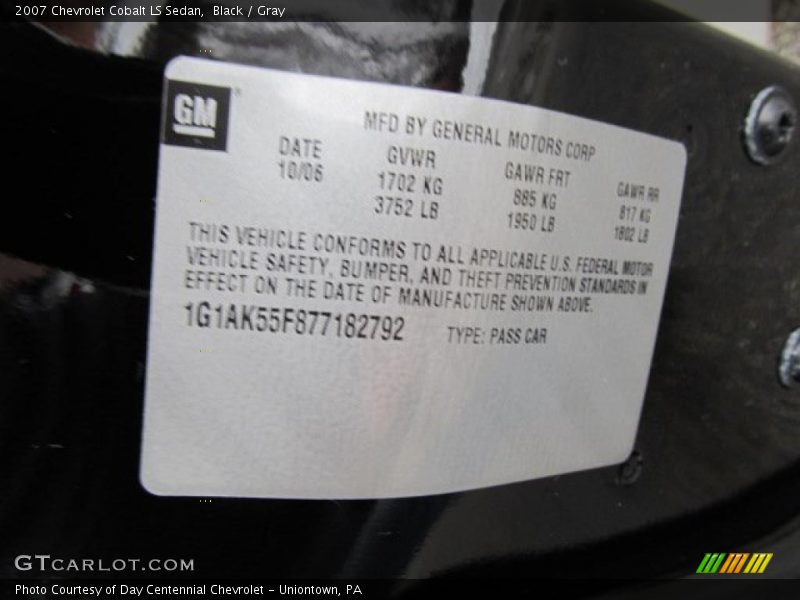 2007 Chevrolet Cobalt LS Sedan, Black / Gray
GM
MFD BY GENERAL MOTORS CORP
DATE GVWR GAWR FRT GAWR RR
10/06 1702 KG 885 KG 817 KG
3752 LB 1950 LB 1802 LB
THIS VEHICLE CONFORMS TO ALL APPLICABLE U.S. FEDERAL MOTOR
VEHICLE SAFETY, BUMPER, AND THEFT PREVENTION STANDARDS IN
EFFECT ON THE DATE OF MANUFACTURE SHOWN ABOVE.
1G1AK55F877182792 TYPE: PASS CAR
GTCARLOT.COM
Photo Courtesy of Day Centennial Chevrolet - Uniontown, PA